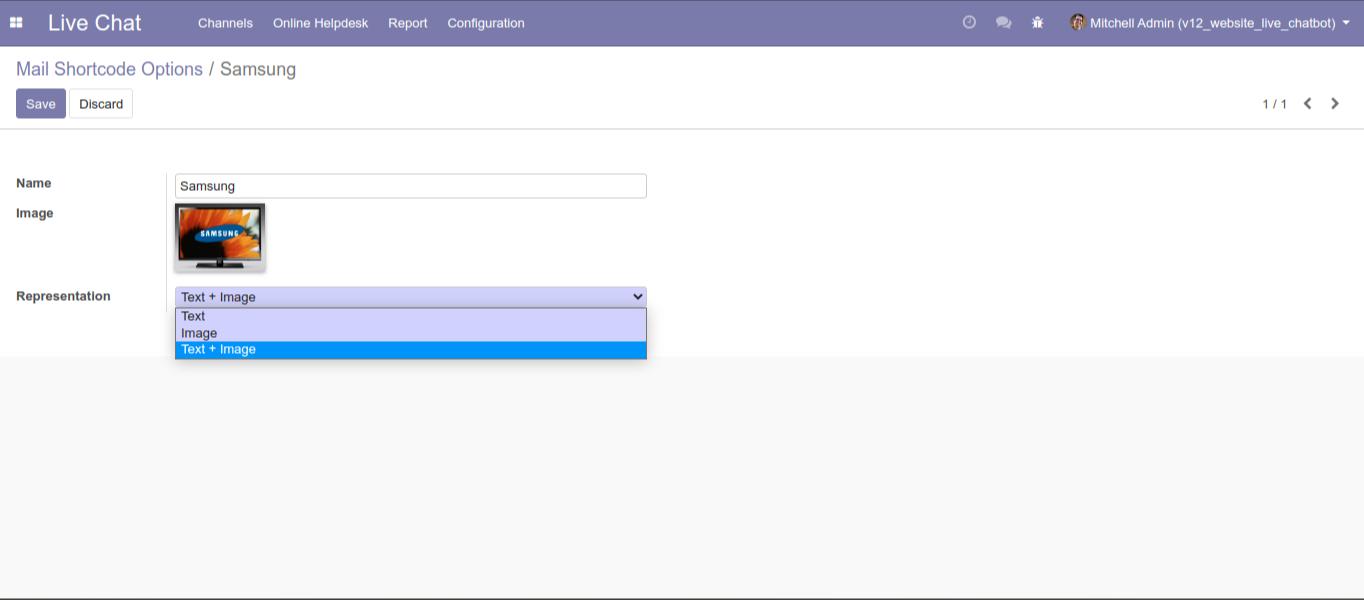 Live Chat Channels Online Helpdesk Report Configuration Mitchell Admin (v12_website_live_chatbot)
Mail Shortcode Options / Samsung
Save Discard 1 / 1
Name Samsung
Image
SAMSUNG
Representation Text + Image
Text
Image
Text + Image